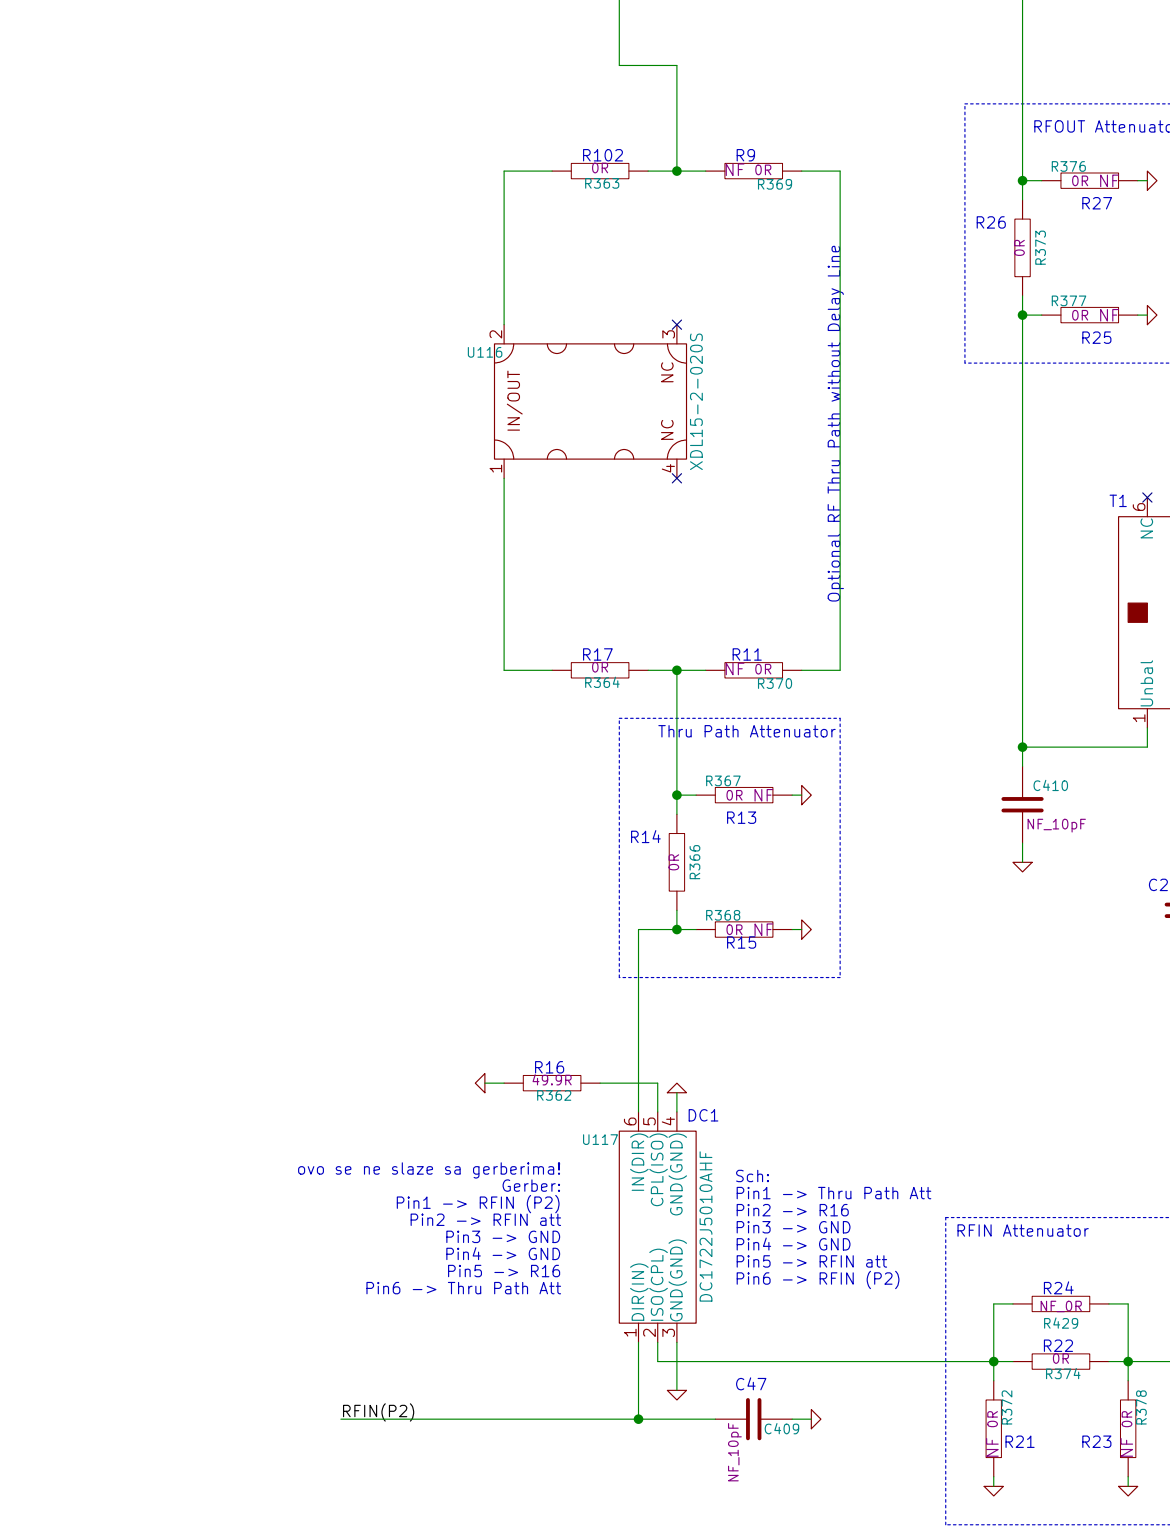 RFOUT Attenuato
R102
0R
R363
R9
NF 0R
R369
R376
0R NF
R27
R26
0R
R373
R377
0R NF
R25
Optional RF Thru Path without Delay Line
U116
2
3
IN/OUT
NC
NC
1
4
XDL15-2-020S
T1
6
NC
Unbal
1
R17
0R
R364
R11
NF 0R
R370
Thru Path Attenuator
R367
0R NF
R13
R14
0R
R366
R368
0R NF
R15
C410
NF_10pF
C2
R16
49.9R
R362
DC1
U117
6
5
4
IN(DIR)
CPL(ISO)
GND(GND)
DIR(IN)
ISO(CPL)
GND(GND)
1
2
3
DC1722J5010AHF
ovo se ne slaze sa gerberima!
Gerber:
Pin1 -> RFIN (P2)
Pin2 -> RFIN att
Pin3 -> GND
Pin4 -> GND
Pin5 -> R16
Pin6 -> Thru Path Att
Sch:
Pin1 -> Thru Path Att
Pin2 -> R16
Pin3 -> GND
Pin4 -> GND
Pin5 -> RFIN att
Pin6 -> RFIN (P2)
RFIN Attenuator
R24
NF_0R
R429
R22
0R
R374
R372
NF 0R
R21
R378
NF 0R
R23
RFIN(P2)
C47
C409
NF_10pF